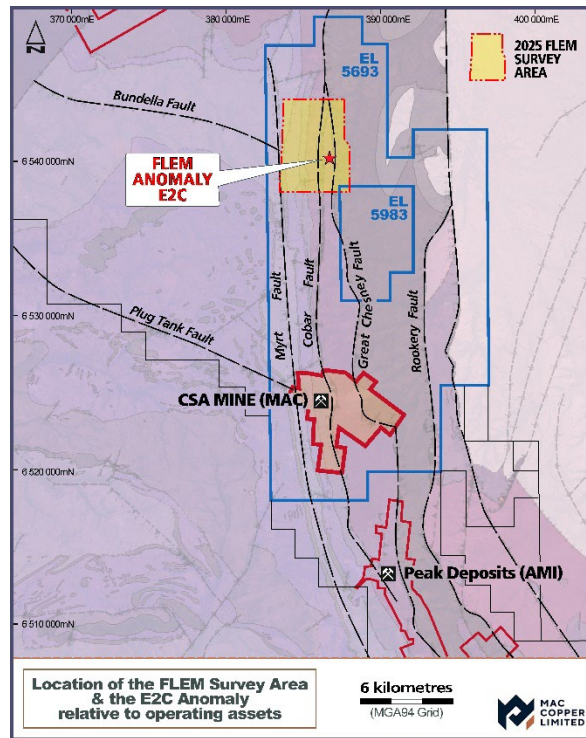 370 000mE
380 000mE
390 000mE
400 000mE
N
EL
5693
2025 FLEM
SURVEY
AREA
Bundella Fault
6 540 000mN
FLEM
ANOMALY
E2C
EL
5983
Myrt Fault
Cobar Fault
Great Chesney Fault
Rookery Fault
6 530 000mN
Plug Tank Fault
CSA MINE (MAC)
6 520 000mN
Peak Deposits (AMI)
6 510 000mN
Location of the FLEM Survey Area
& the E2C Anomaly
relative to operating assets
6 kilometres
(MGA94 Grid)
MAC
COPPER
LIMITED